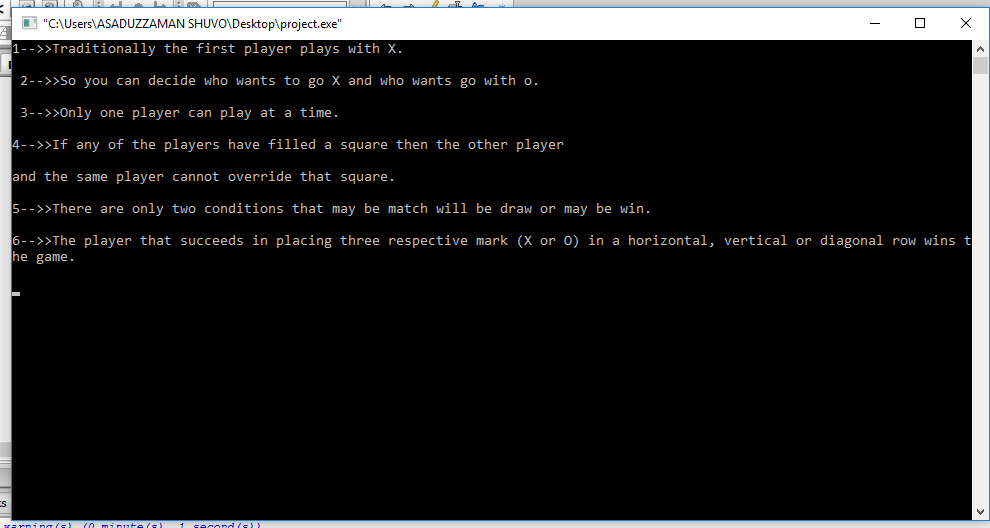 "C:\Users\ASADUZZAMAN SHUVO\Desktop\project.exe"
1-->>Traditionally the first player plays with X.
2-->>So you can decide who wants to go X and who wants go with o.
3-->>Only one player can play at a time.
4-->>If any of the players have filled a square then the other player
and the same player cannot override that square.
5-->>There are only two conditions that may be match will be draw or may be win.
6-->>The player that succeeds in placing three respective mark (X or O) in a horizontal, vertical or diagonal row wins t
he game.
(0 minute(s), 1 second(s))